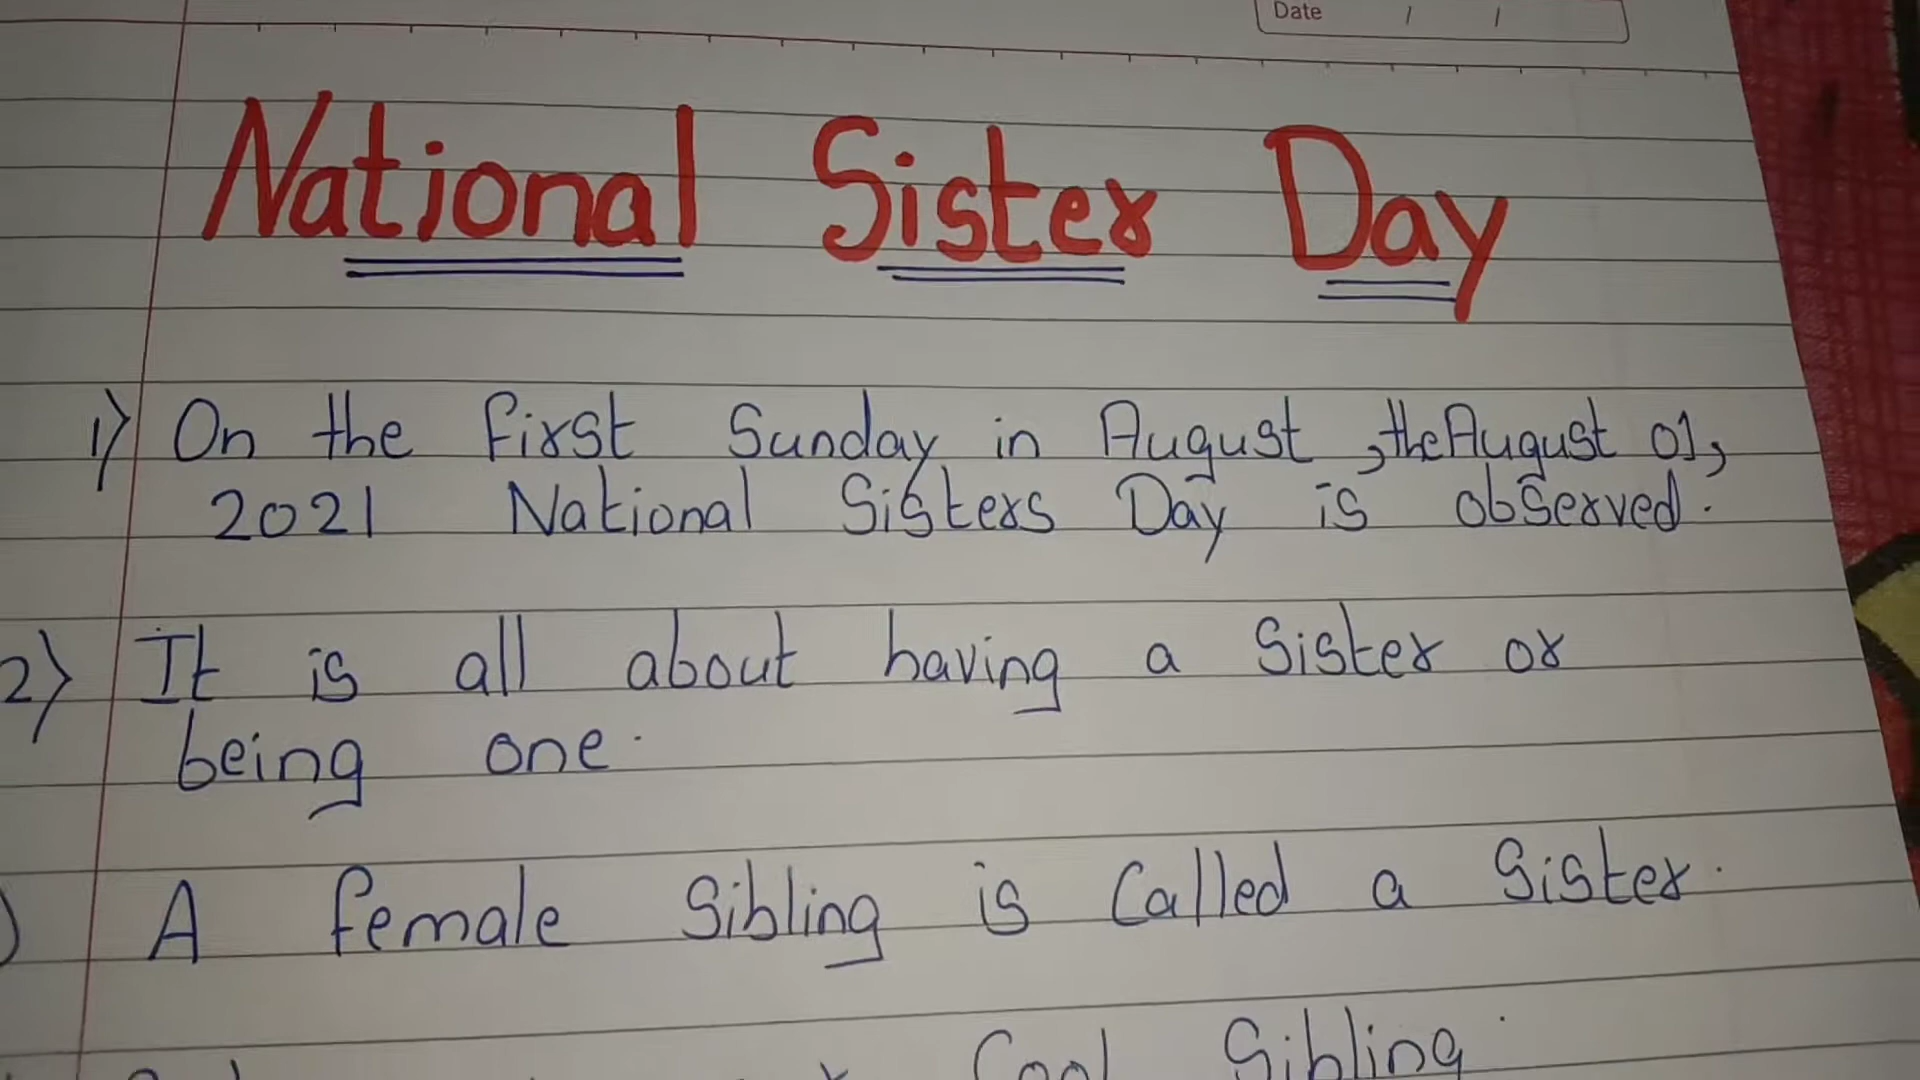 Date / /
National Sister Day
1) On the first Sunday in August, the August 01,
2021 National Sisters Day is observed.
2) It is all about having a Sister or
being one.
) A female Sibling is Called a Sister.
Cool Sibling.